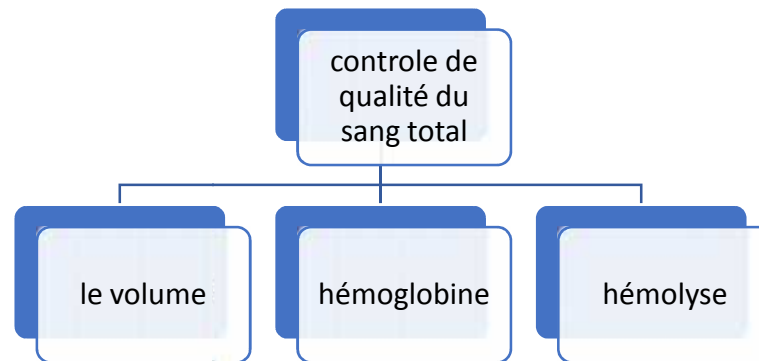 controle de
qualité du
sang total
le volume
hémoglobine
hémolyse